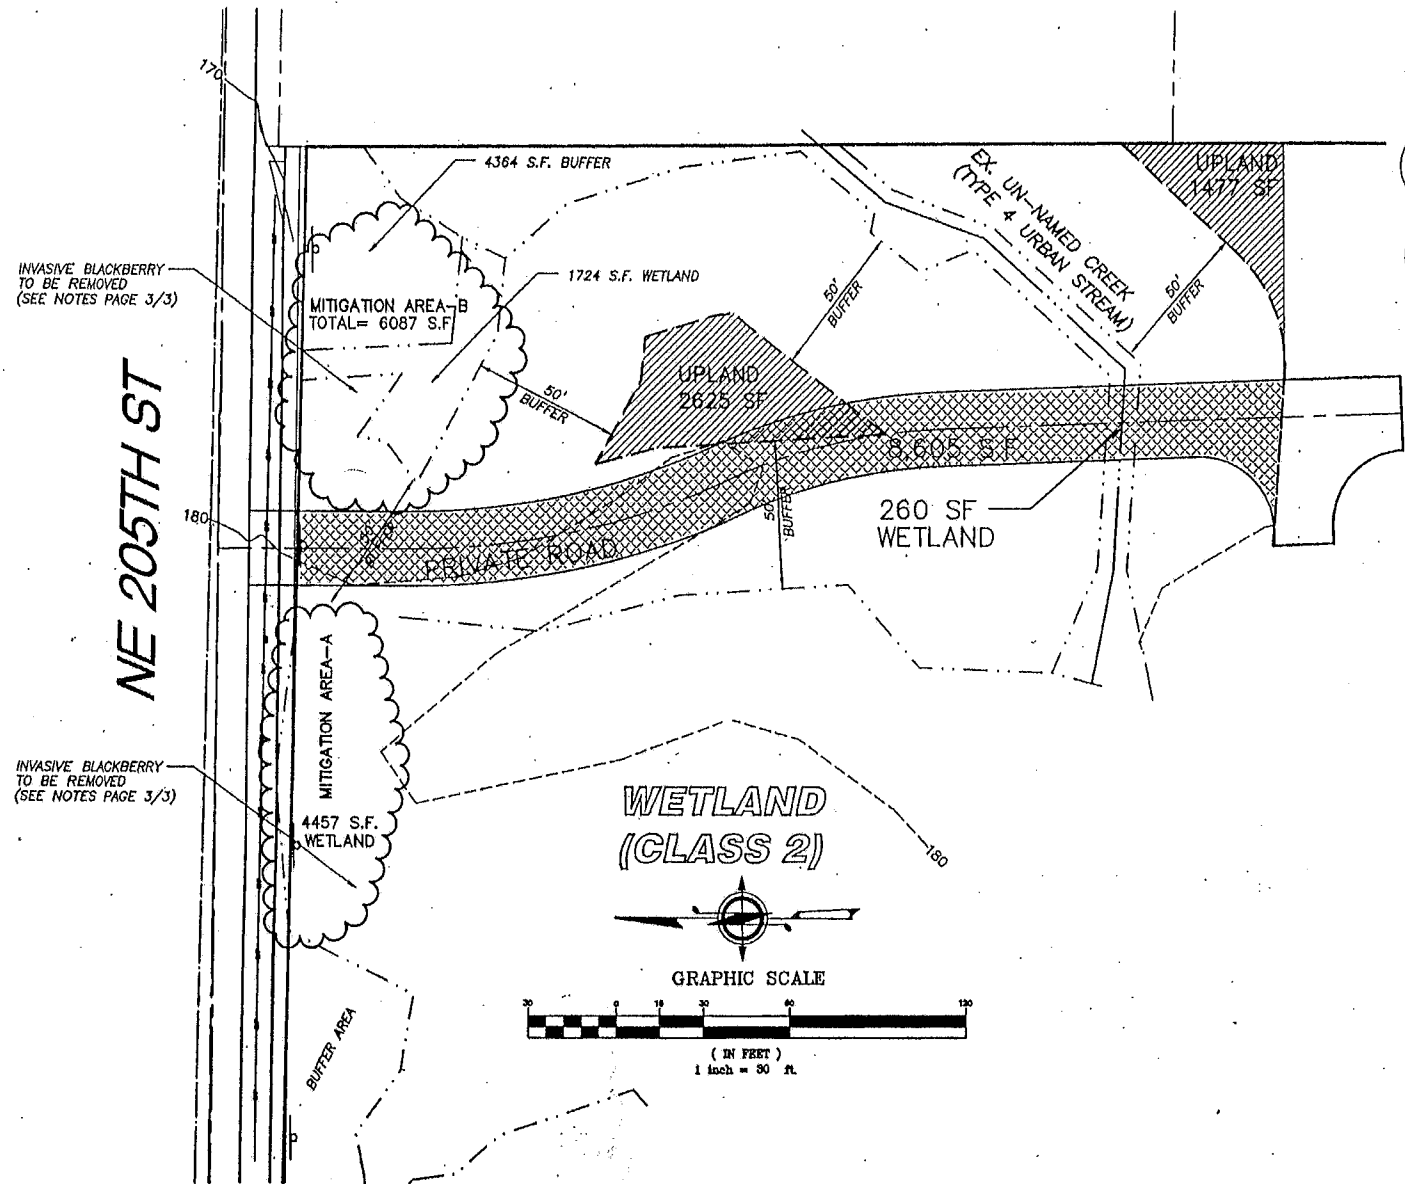 170
4364 S.F. BUFFER
EX. UN-NAMED CREEK
(TYPE 4 URBAN STREAM)
UPLAND
1477 SF
INVASIVE BLACKBERRY
TO BE REMOVED
(SEE NOTES PAGE 3/3)
1724 S.F. WETLAND
MITIGATION AREA-B
TOTAL= 6087 S.F
50'
BUFFER
50'
BUFFER
UPLAND
2625 SF
50'
BUFFER
NE 205TH ST
8,605 S.F
180
50'
BUFFER
260 SF
WETLAND
PRIVATE ROAD
MITIGATION AREA-A
INVASIVE BLACKBERRY
TO BE REMOVED
(SEE NOTES PAGE 3/3)
4457 S.F.
WETLAND
WETLAND
(CLASS 2)
180
GRAPHIC SCALE
30 0 15 30 60 120
( IN FEET )
1 inch = 30 ft.
BUFFER AREA